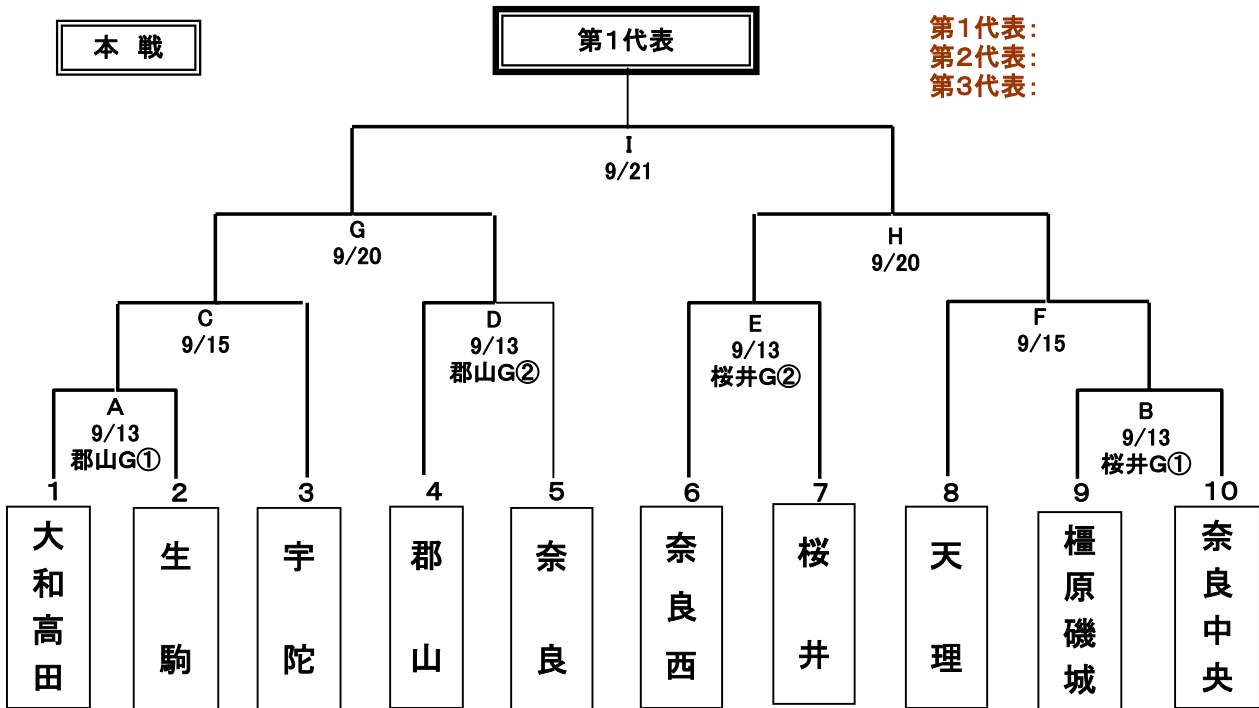 本 戦
第1代表
第1代表:
第2代表:
第3代表:
I
9/21
G
9/20
H
9/20
C
9/15
D
9/13
郡山G②
E
9/13
桜井G②
F
9/15
A
9/13
郡山G①
B
9/13
桜井G①
1
2
3
4
5
6
7
8
9
10
大和高田
生駒
宇陀
郡山
奈良
奈良西
桜井
天理
橿原磯城
奈良中央